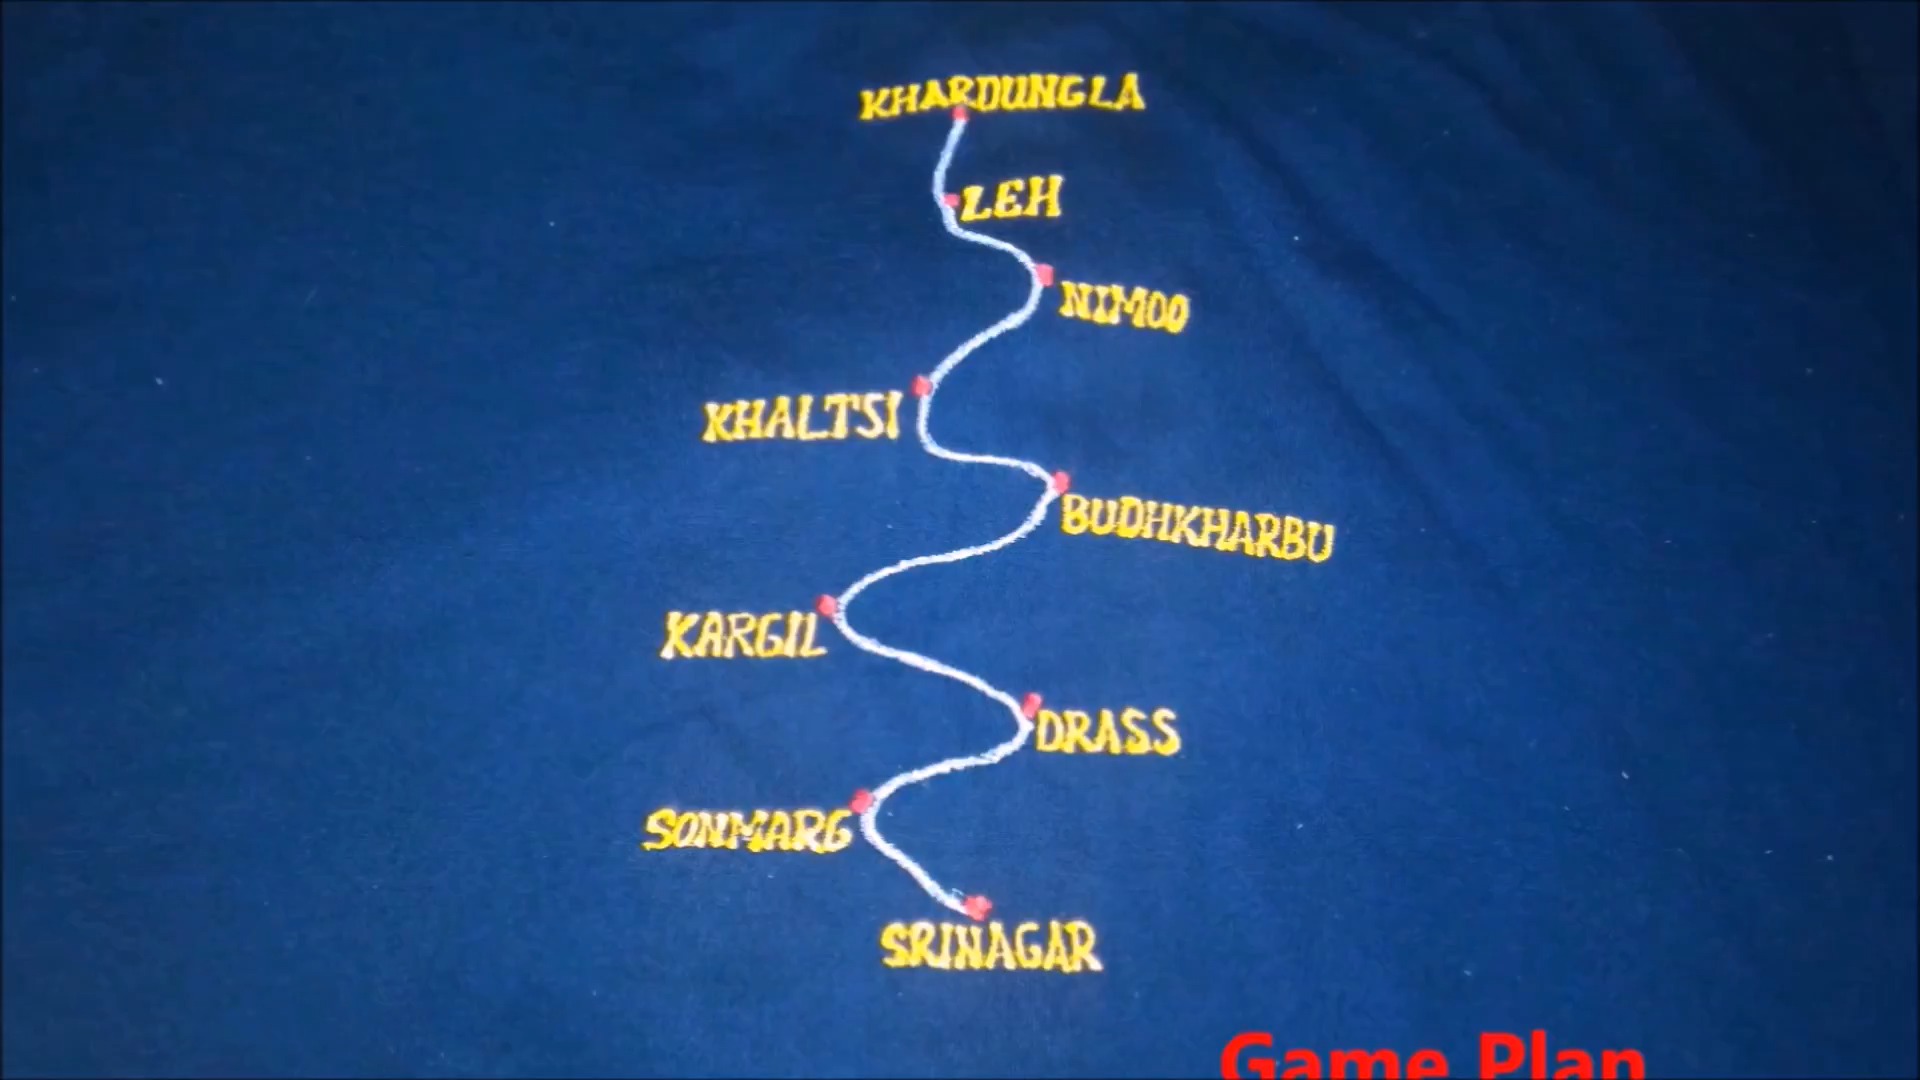 KHARDUNGLA
LEH
NIMOO
KHALTSI
BUDHKHARBU
KARGIL
DRASS
SONMARG
SRINAGAR
Game Plan